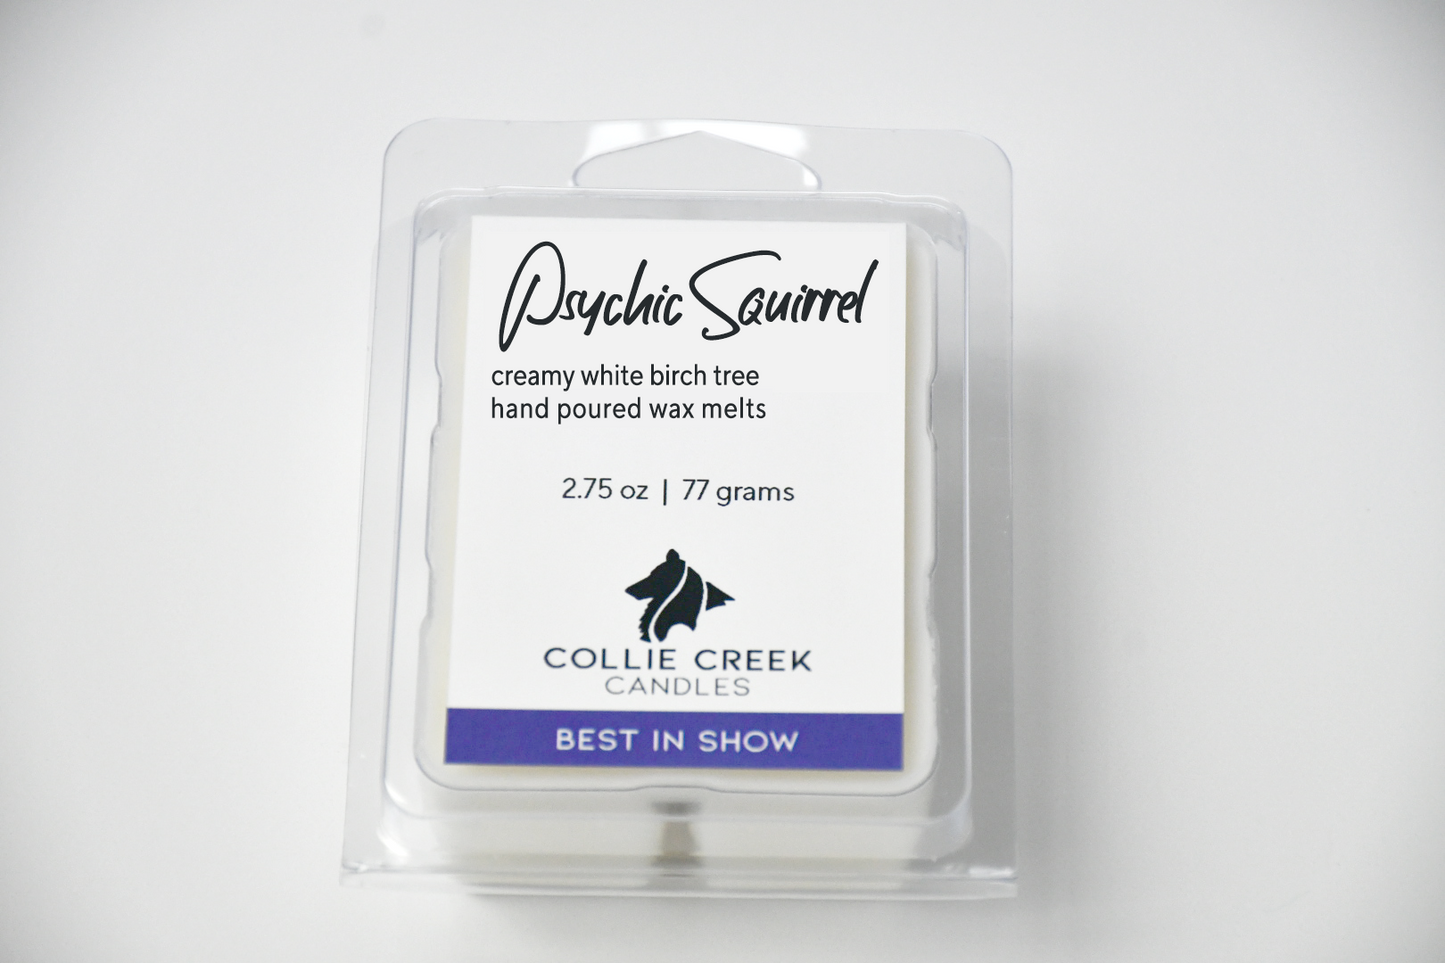 Psychic Squirrel
creamy white birch tree
hand poured wax melts
2.75 oz | 77 grams
COLLIE CREEK
CANDLES
BEST IN SHOW